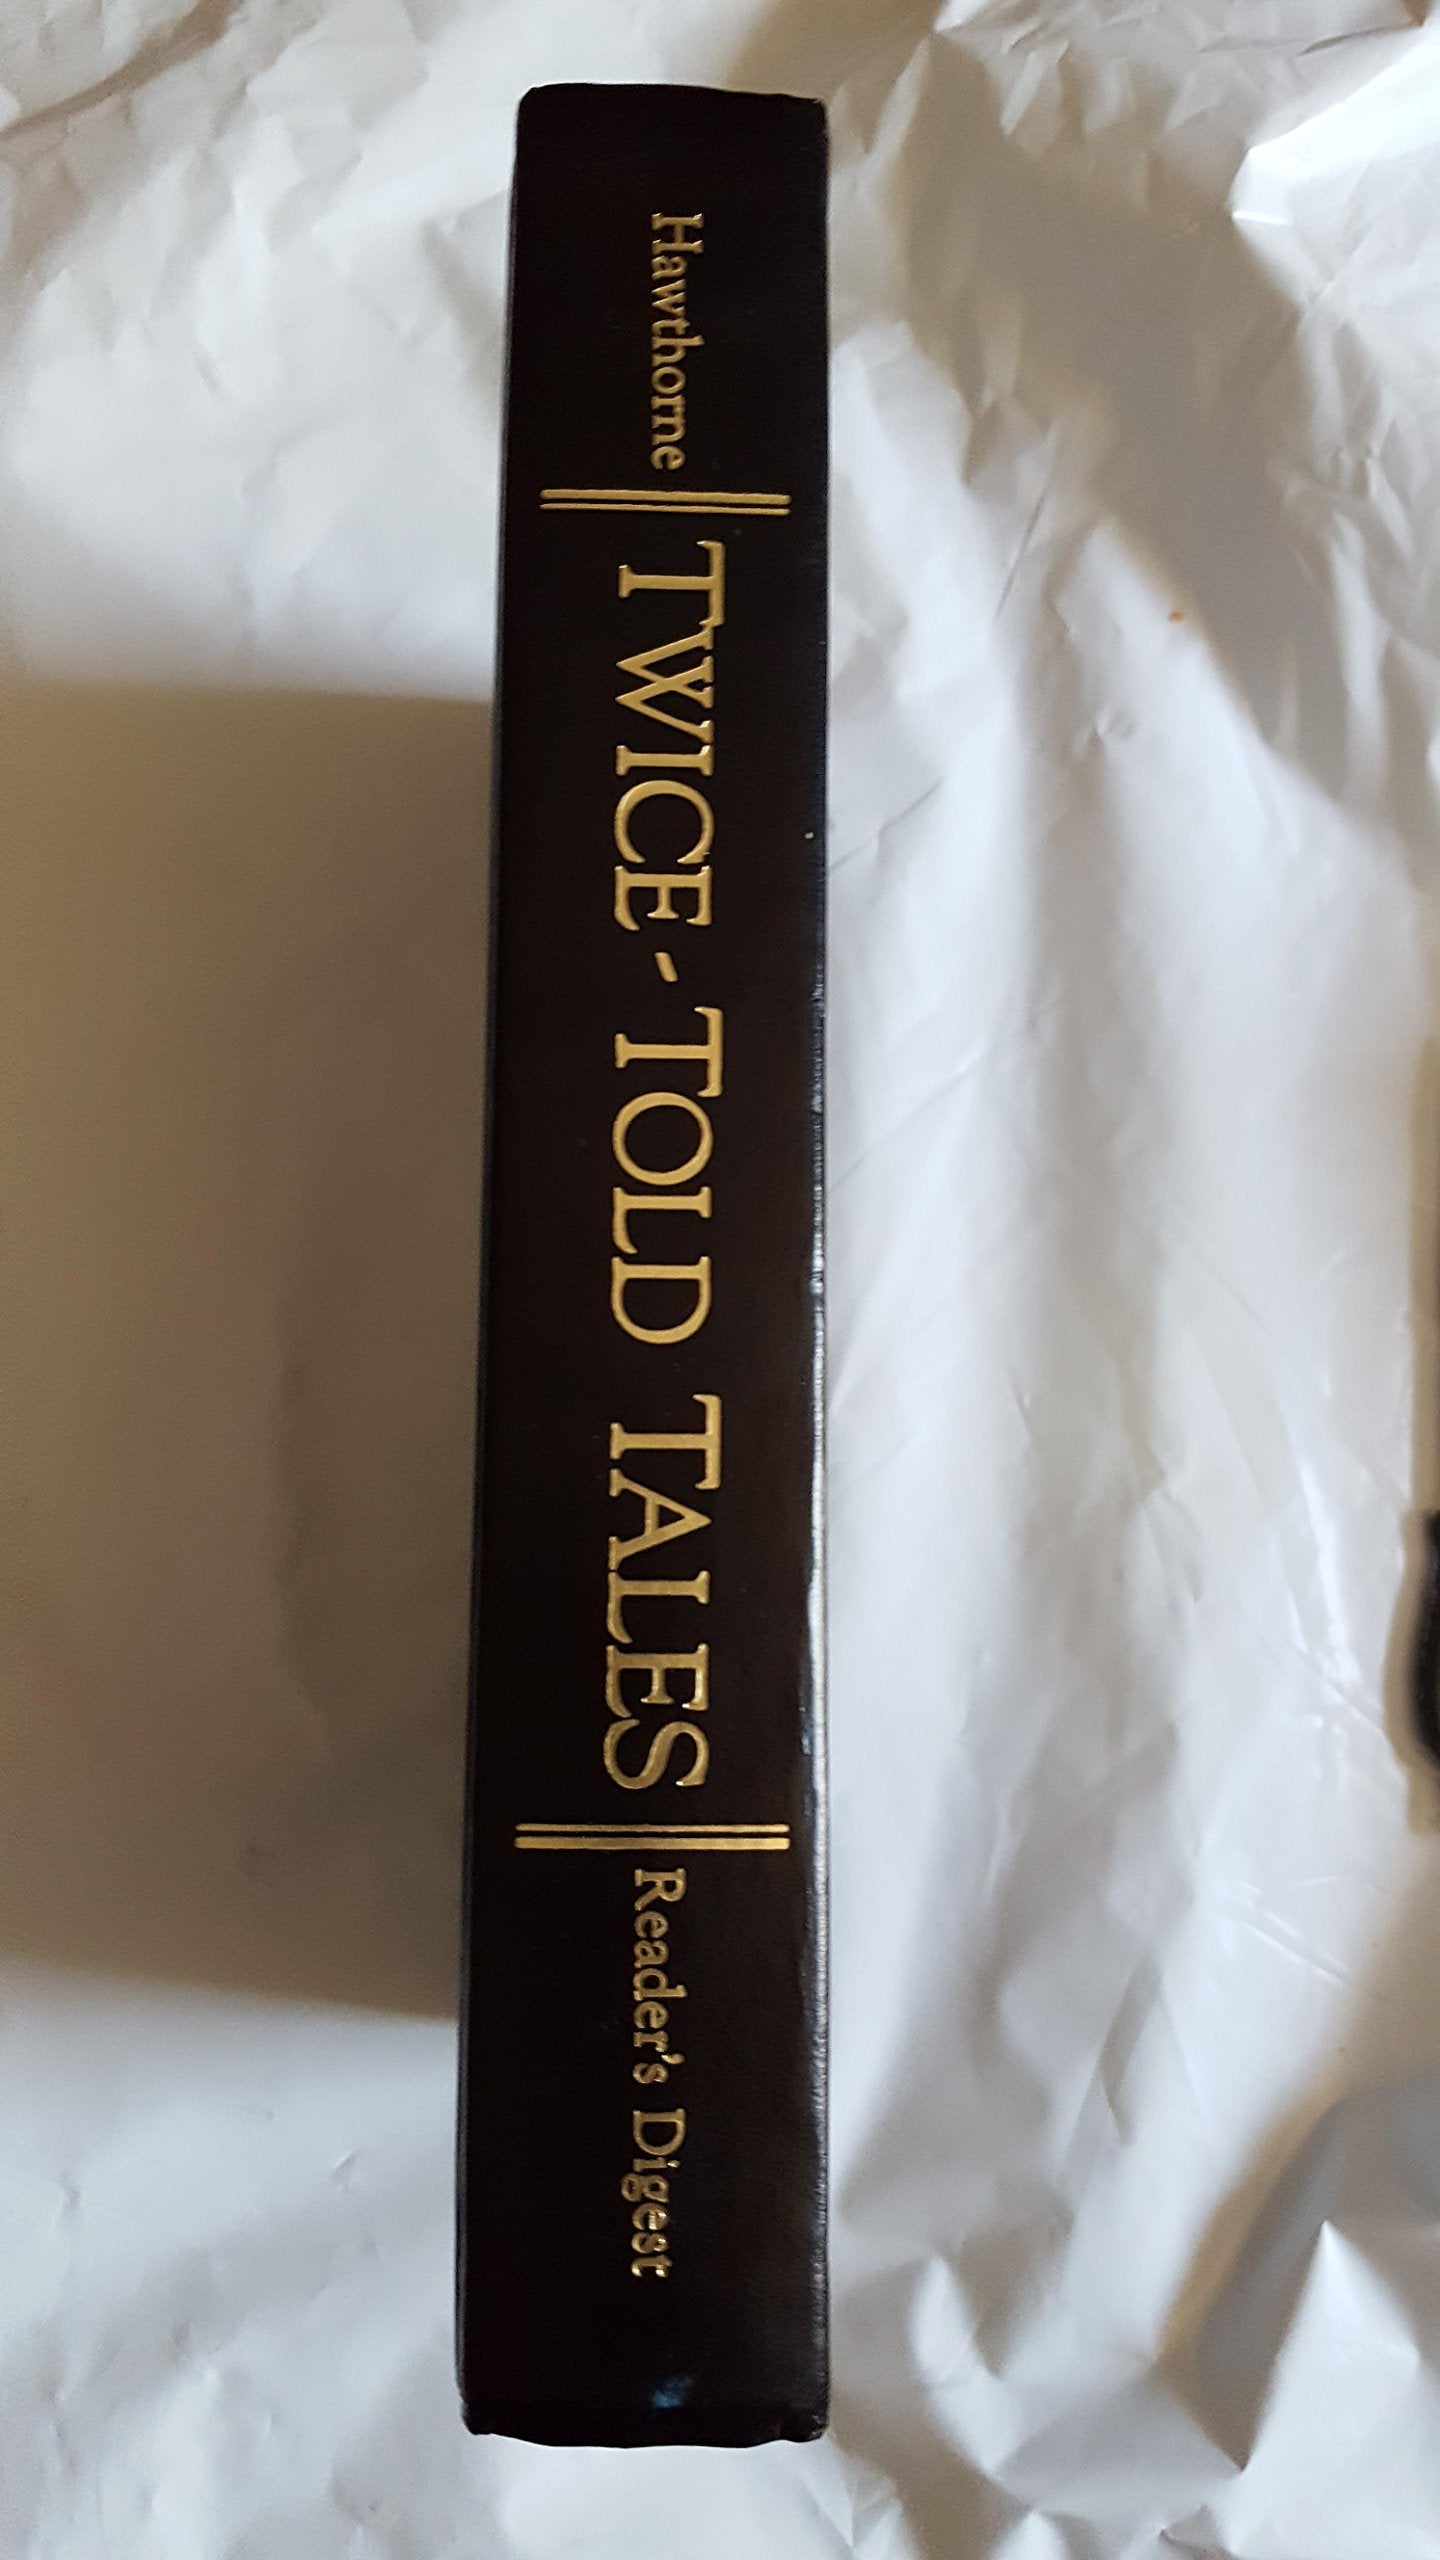 Hawthorne
TWICE-TOLD TALES
Reader's Digest